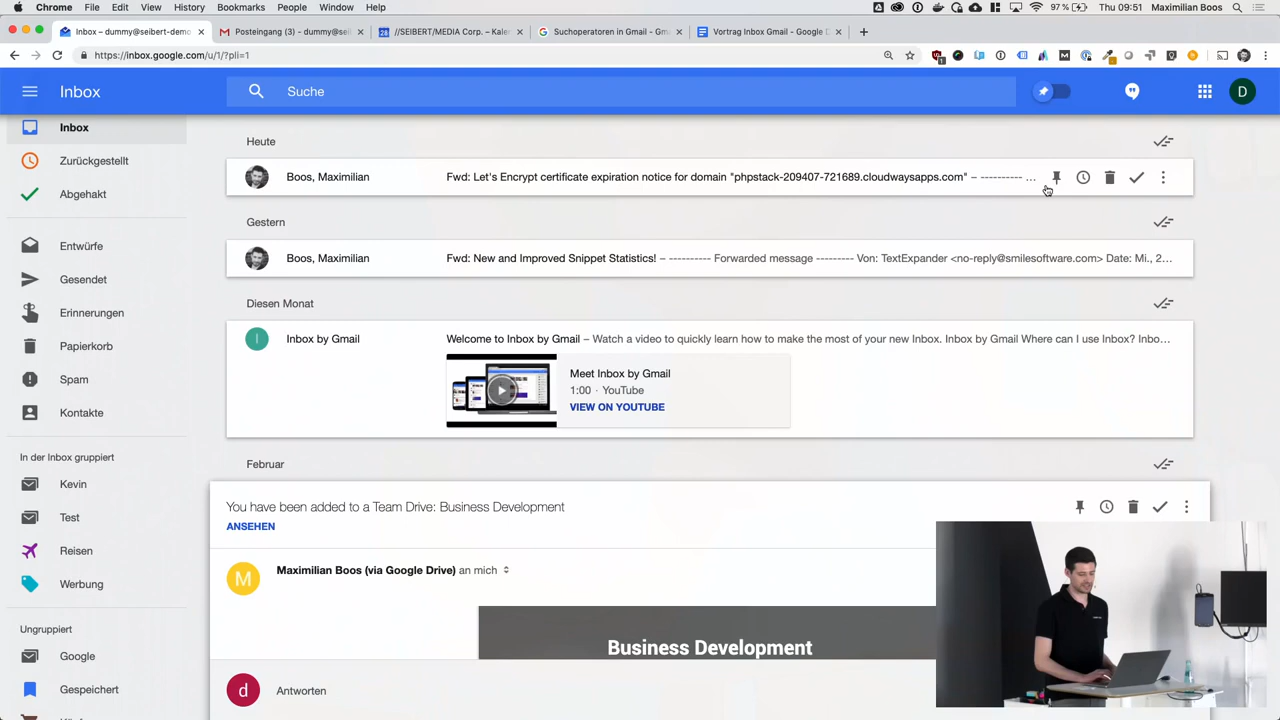 Chrome File Edit View History Bookmarks People Window Help 97 % Thu 09:51 Maximilian Boos
Inbox – dummy@seibert-demo Posteingang (3) – dummy@sei //SEIBERT/MEDIA Corp. – Kale Suchoperatoren in Gmail - Gm Vortrag Inbox Gmail - Google
https://inbox.google.com/u/1/?pli=1
Inbox Suche D
Inbox
Zurückgestellt
Abgehakt
Entwürfe
Gesendet
Erinnerungen
Papierkorb
Spam
Kontakte
In der Inbox gruppiert
Kevin
Test
Reisen
Werbung
Ungruppiert
Google
Gespeichert
Heute
Boos, Maximilian Fwd: Let's Encrypt certificate expiration notice for domain "phpstack-209407-721689.cloudwaysapps.com" – ---------- …
Gestern
Boos, Maximilian Fwd: New and Improved Snippet Statistics! – ---------- Forwarded message --------- Von: TextExpander <no-reply@smilesoftware.com> Date: Mi., 2…
Diesen Monat
I Inbox by Gmail Welcome to Inbox by Gmail – Watch a video to quickly learn how to make the most of your new Inbox. Inbox by Gmail Where can I use Inbox? Inbo…
Meet Inbox by Gmail
1:00 · YouTube
VIEW ON YOUTUBE
Februar
You have been added to a Team Drive: Business Development
ANSEHEN
M Maximilian Boos (via Google Drive) an mich
Business Development
d Antworten